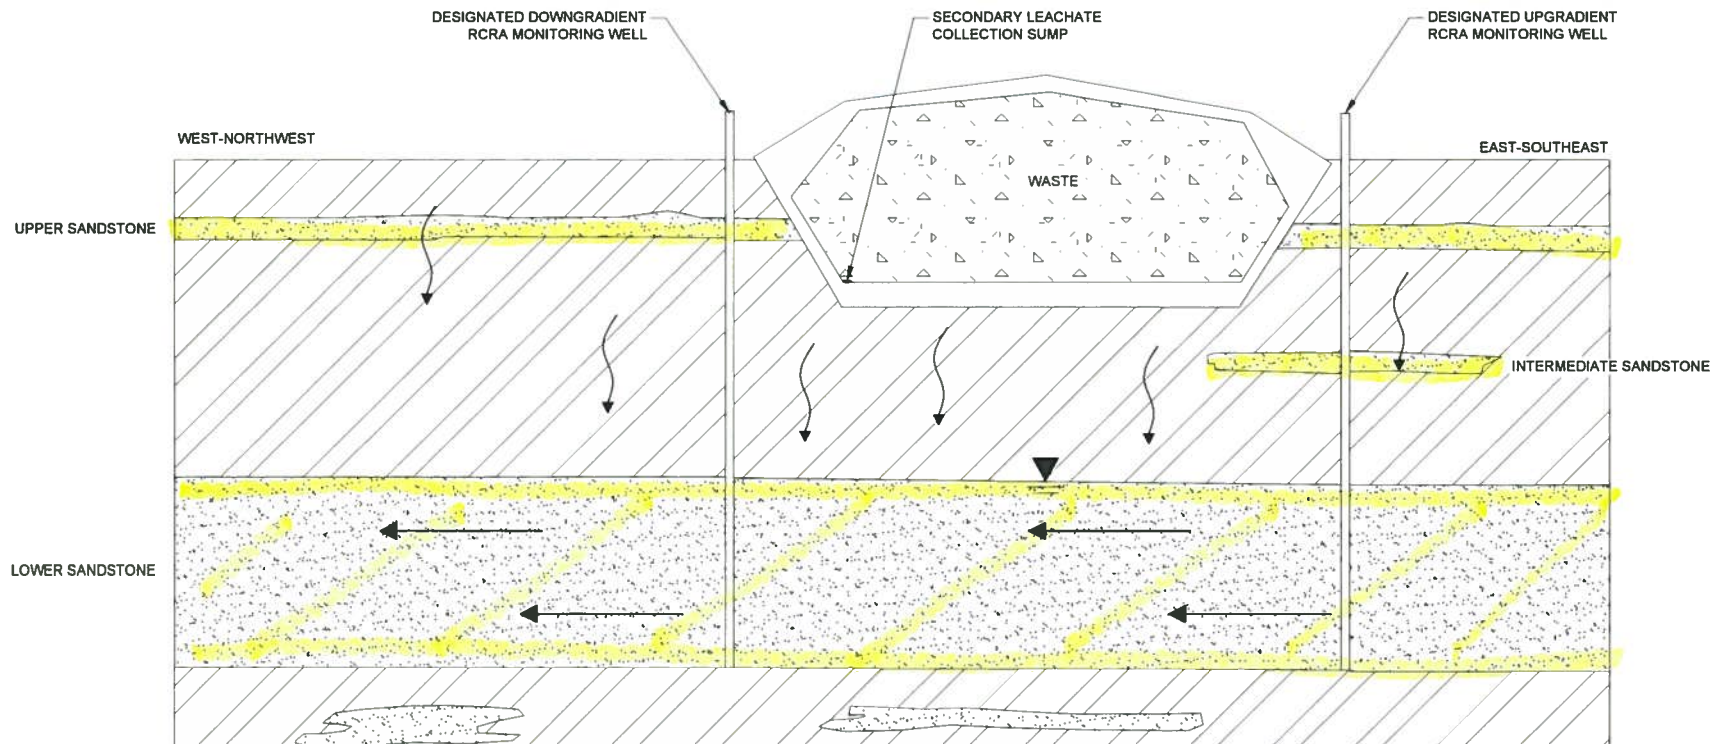 DESIGNATED DOWNGRADIENT
RCRA MONITORING WELL
SECONDARY LEACHATE
COLLECTION SUMP
DESIGNATED UPGRADIENT
RCRA MONITORING WELL
WEST-NORTHWEST
EAST-SOUTHEAST
WASTE
UPPER SANDSTONE
INTERMEDIATE SANDSTONE
LOWER SANDSTONE